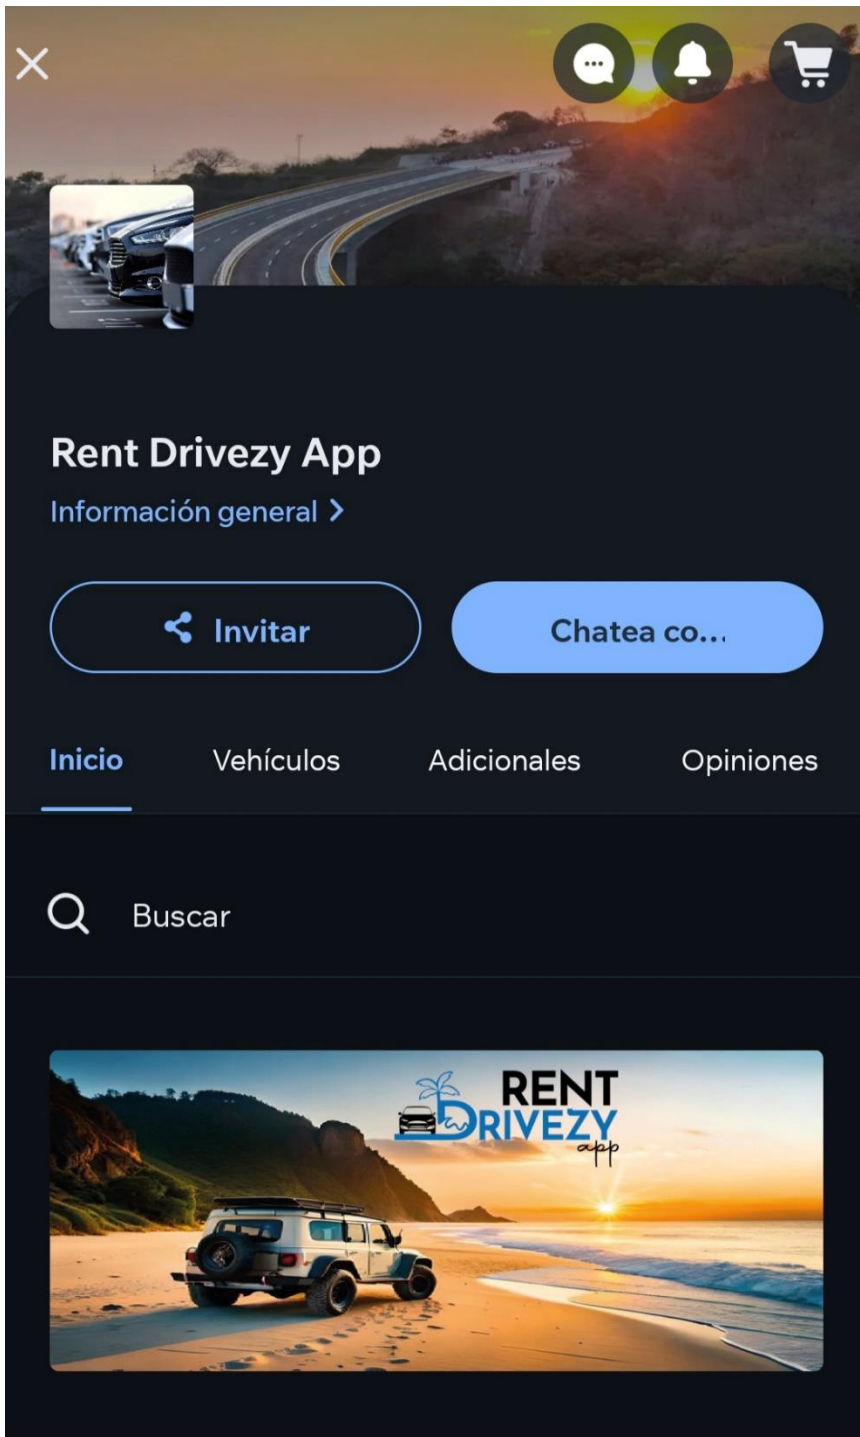 Rent Drivezy App
Información general >
Invitar
Chatea co...
Inicio
Vehículos
Adicionales
Opiniones
Buscar
RENT
DRIVEZY
app